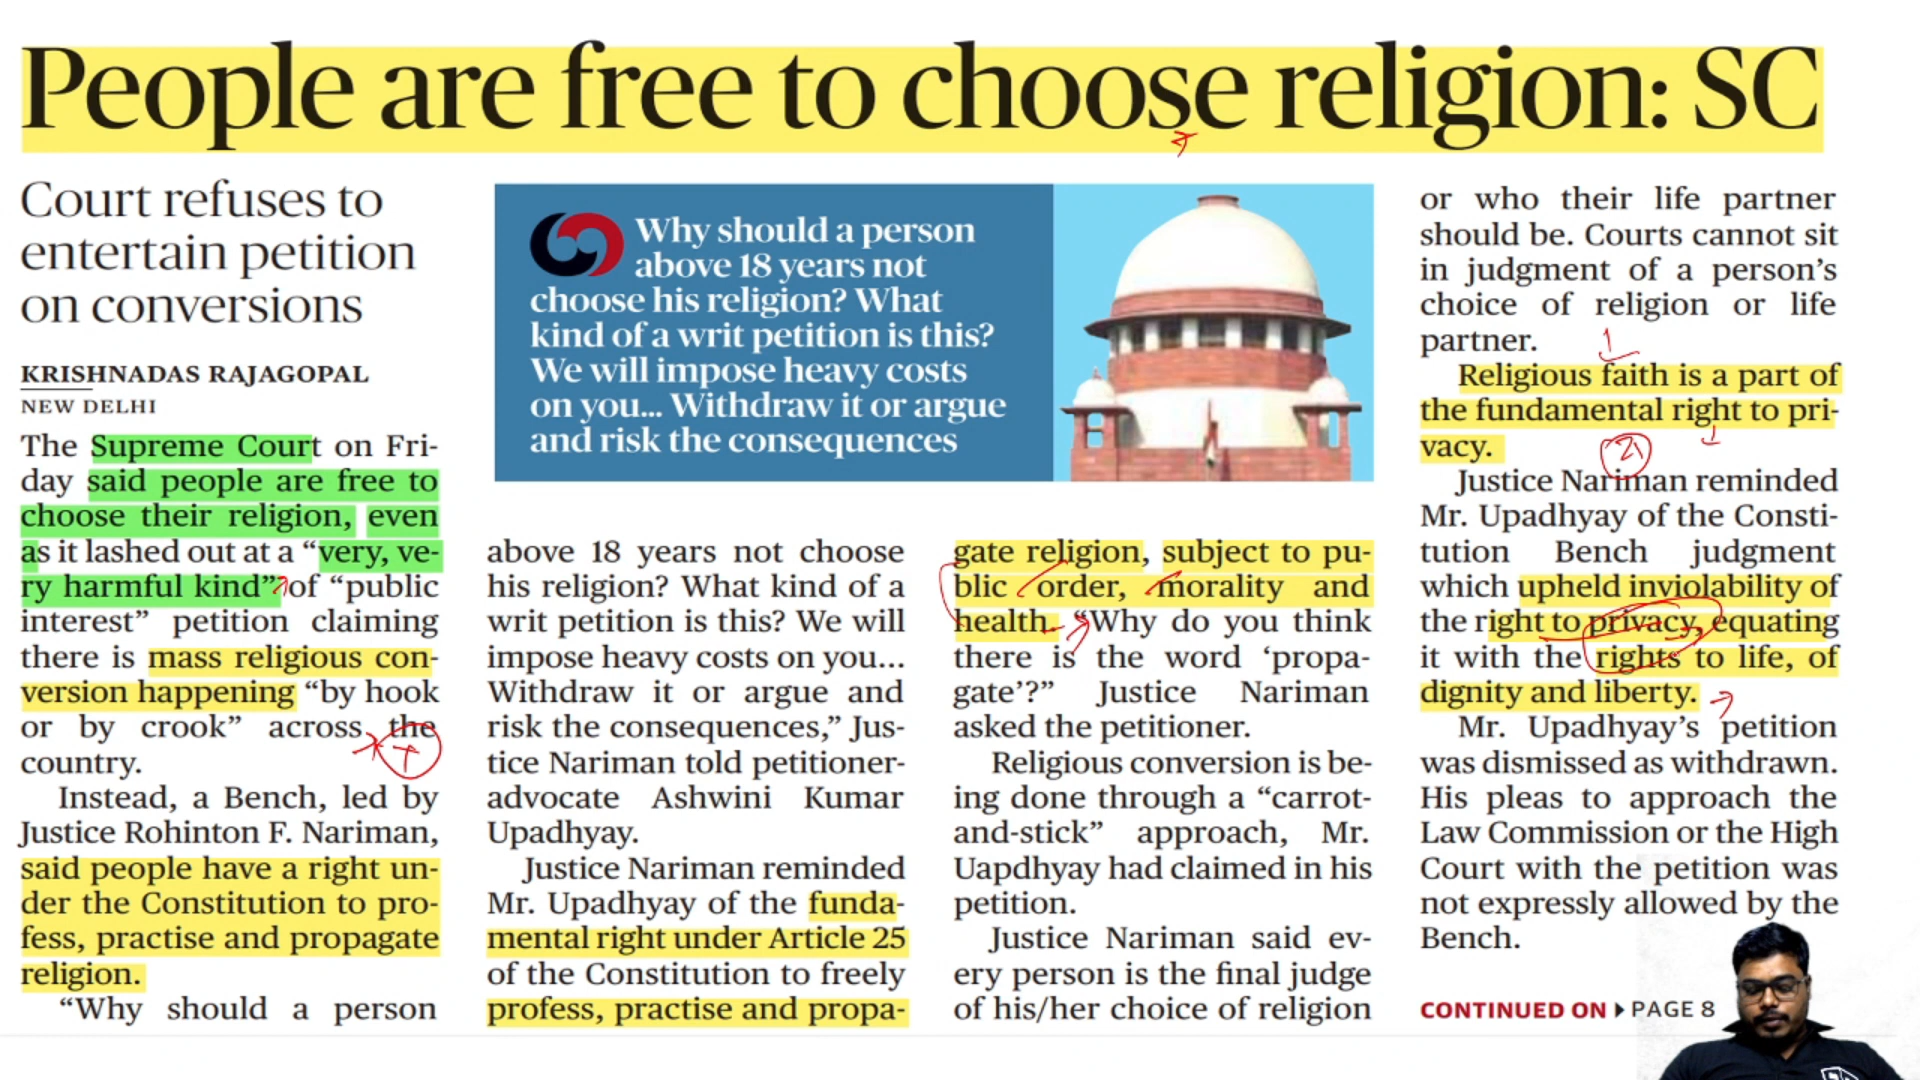 People are free to choose religion: SC
Court refuses to
entertain petition
on conversions
KRISHNADAS RAJAGOPAL
NEW DELHI
The Supreme Court on Fri-
day said people are free to
choose their religion, even
as it lashed out at a “very, ve-
ry harmful kind” of “public
interest” petition claiming
there is mass religious con-
version happening “by hook
or by crook” across the
country.
Instead, a Bench, led by
Justice Rohinton F. Nariman,
said people have a right un-
der the Constitution to pro-
fess, practise and propagate
religion.
“Why should a person
Why should a person
above 18 years not
choose his religion? What
kind of a writ petition is this?
We will impose heavy costs
on you... Withdraw it or argue
and risk the consequences
above 18 years not choose
his religion? What kind of a
writ petition is this? We will
impose heavy costs on you...
Withdraw it or argue and
risk the consequences,” Jus-
tice Nariman told petitioner-
advocate Ashwini Kumar
Upadhyay.
Justice Nariman reminded
Mr. Upadhyay of the funda-
mental right under Article 25
of the Constitution to freely
profess, practise and propa-
gate religion, subject to pu-
blic order, morality and
health. “Why do you think
there is the word ‘propa-
gate’?” Justice Nariman
asked the petitioner.
Religious conversion is be-
ing done through a “carrot-
and-stick” approach, Mr.
Uapdhyay had claimed in his
petition.
Justice Nariman said ev-
ery person is the final judge
of his/her choice of religion
or who their life partner
should be. Courts cannot sit
in judgment of a person’s
choice of religion or life
partner.
Religious faith is a part of
the fundamental right to pri-
vacy.
21
Justice Nariman reminded
Mr. Upadhyay of the Consti-
tution Bench judgment
which upheld inviolability of
the right to privacy, equating
it with the rights to life, of
dignity and liberty.
Mr. Upadhyay’s petition
was dismissed as withdrawn.
His pleas to approach the
Law Commission or the High
Court with the petition was
not expressly allowed by the
Bench.
CONTINUED ON PAGE 8